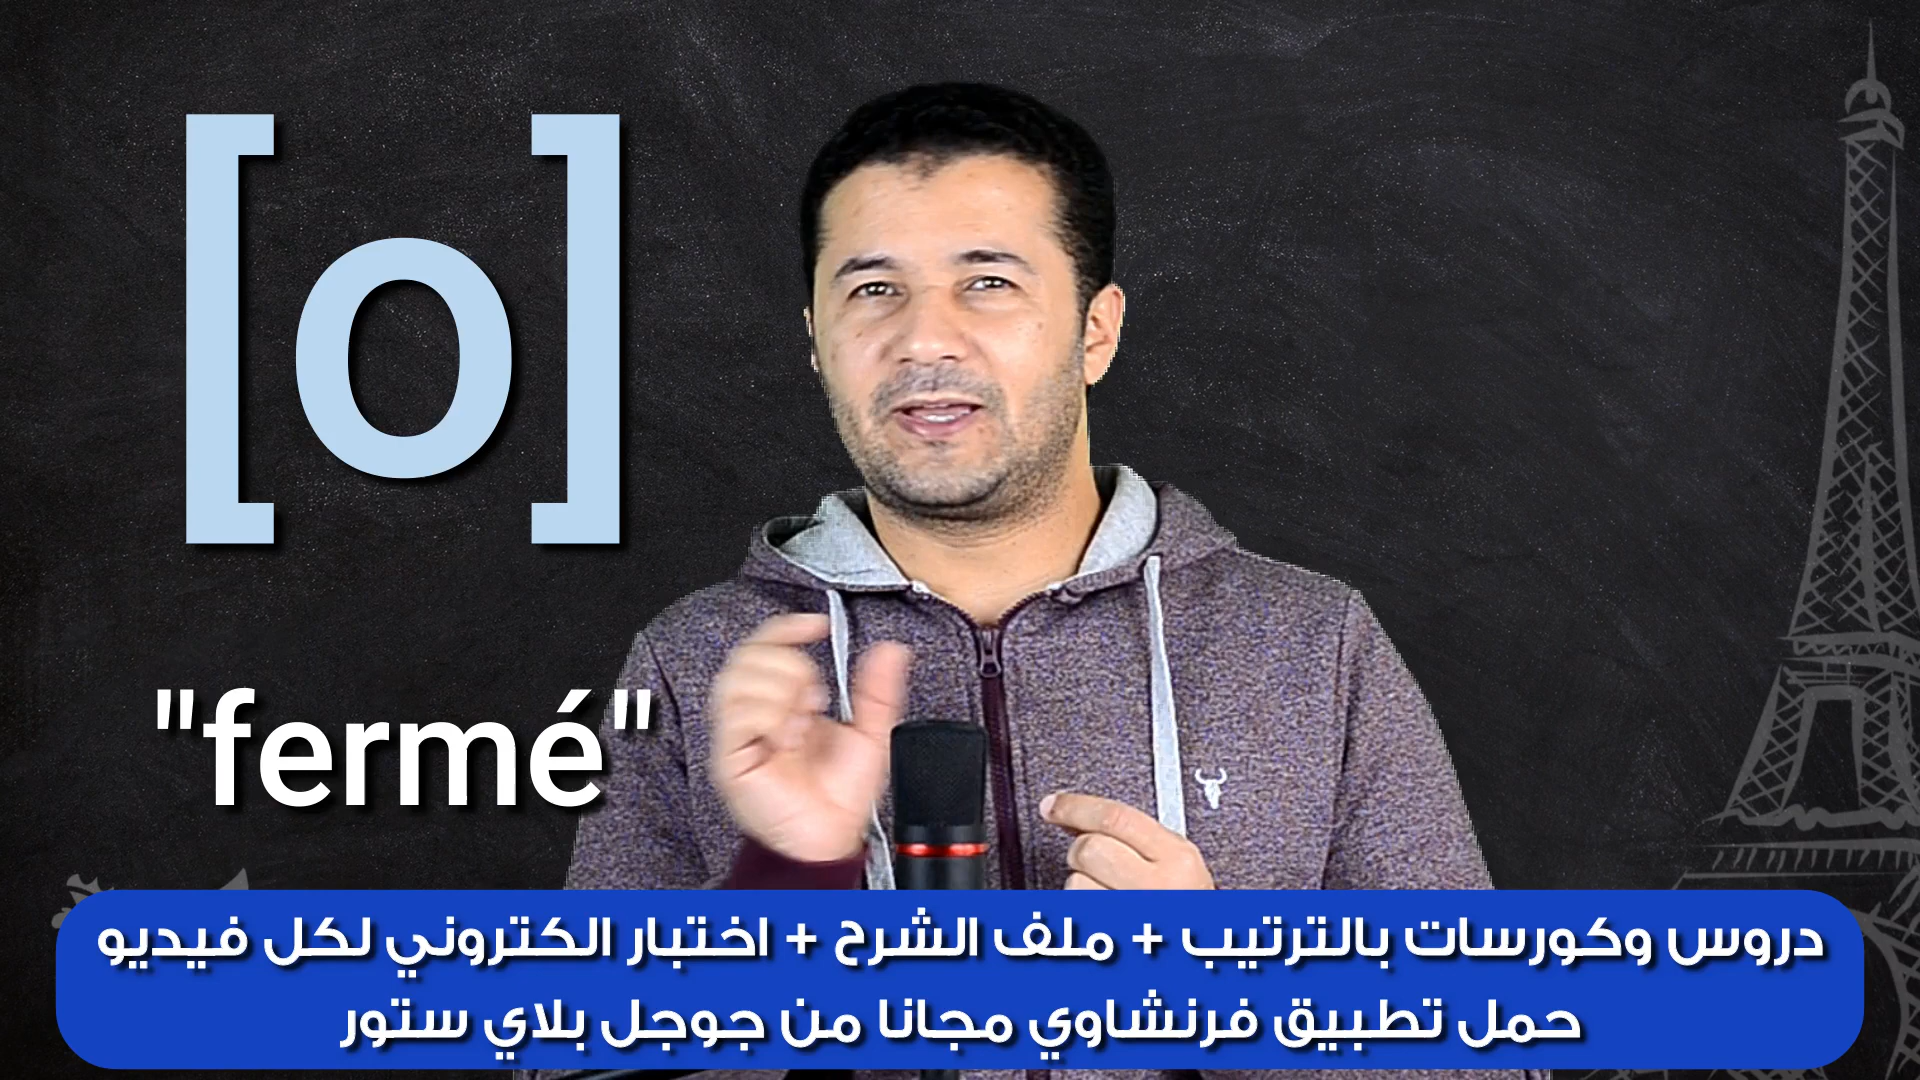 [o]
"fermé"
دروس وكورسات بالترتيب + ملف الشرح + اختبار الكتروني لكل فيديو
حمل تطبيق فرنشاوي مجانا من جوجل بلاي ستور